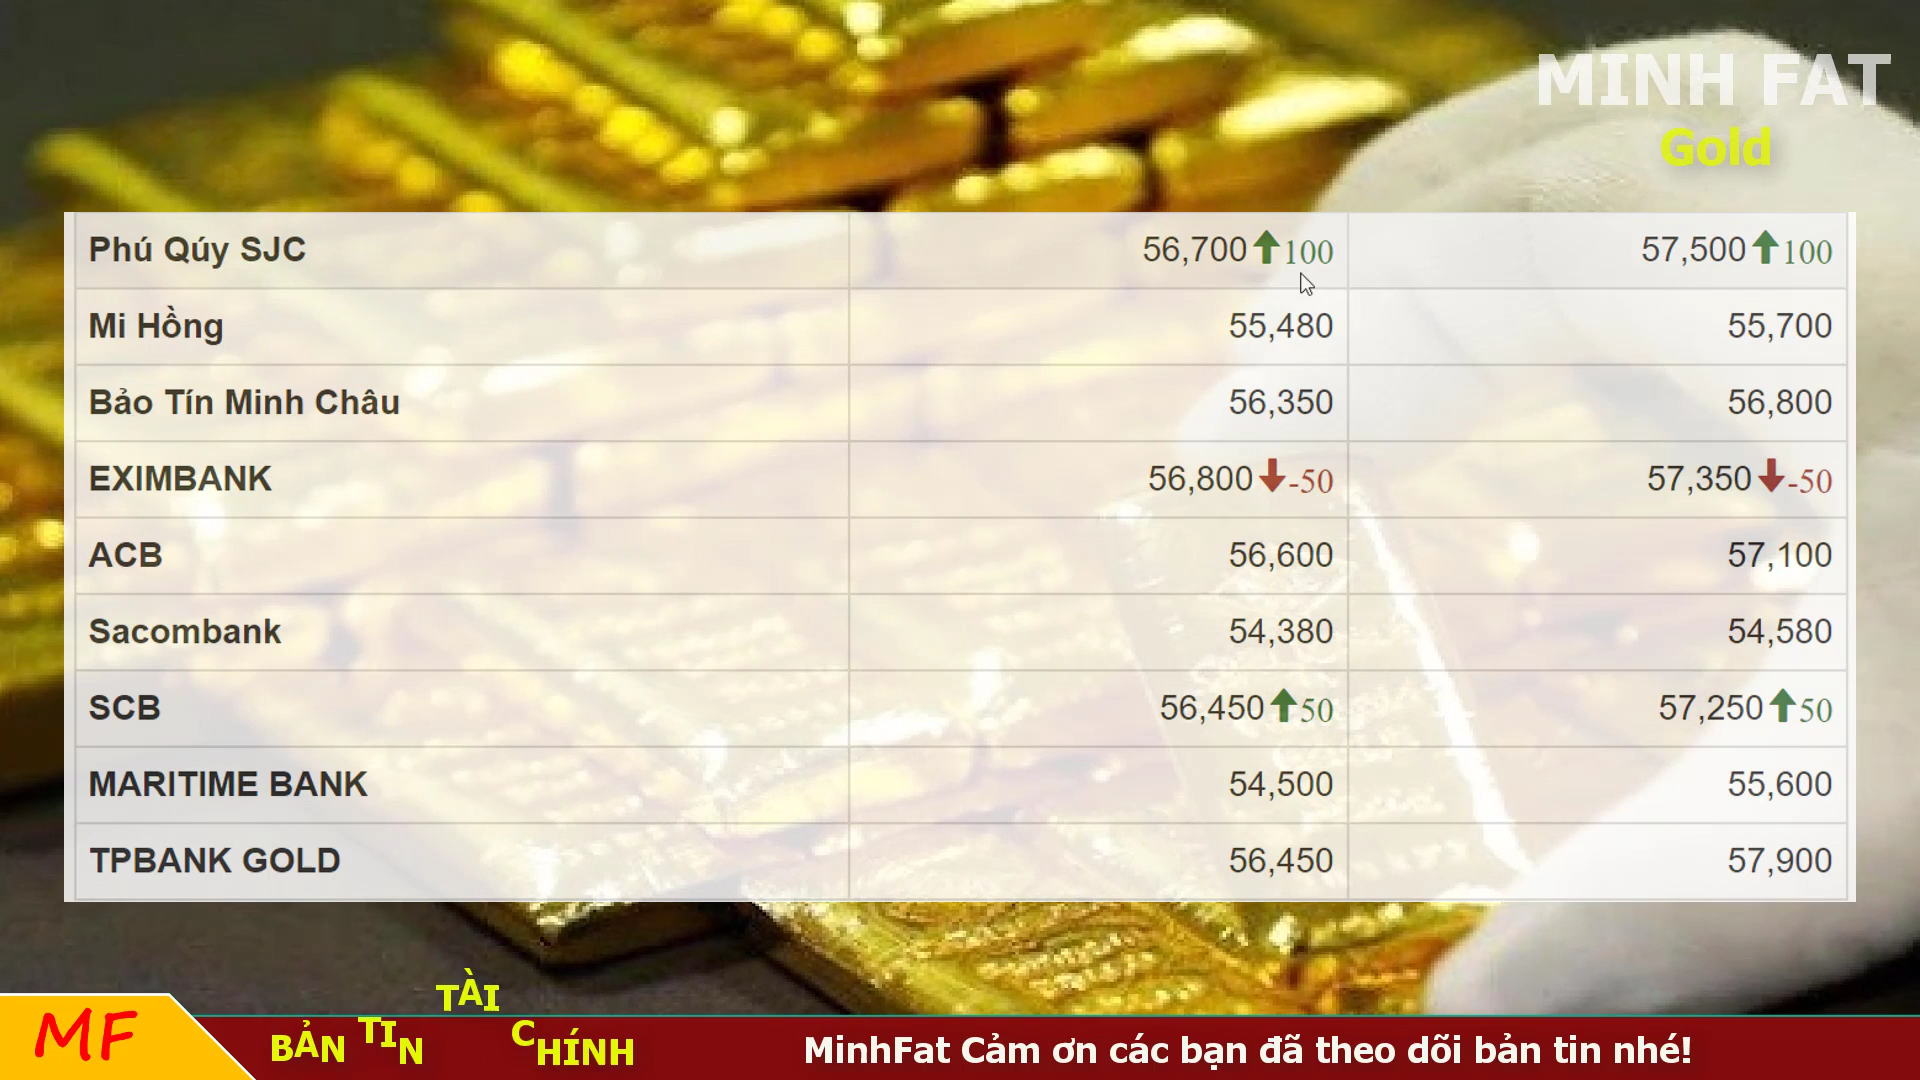 MINH FAT
Gold
Phú Qúy SJC 56,700 100 57,500 100
Mi Hồng 55,480 55,700
Bảo Tín Minh Châu 56,350 56,800
EXIMBANK 56,800 -50 57,350 -50
ACB 56,600 57,100
Sacombank 54,380 54,580
SCB 56,450 50 57,250 50
MARITIME BANK 54,500 55,600
TPBANK GOLD 56,450 57,900
MF BẢN TIN TÀI CHÍNH MinhFat Cảm ơn các bạn đã theo dõi bản tin nhé!